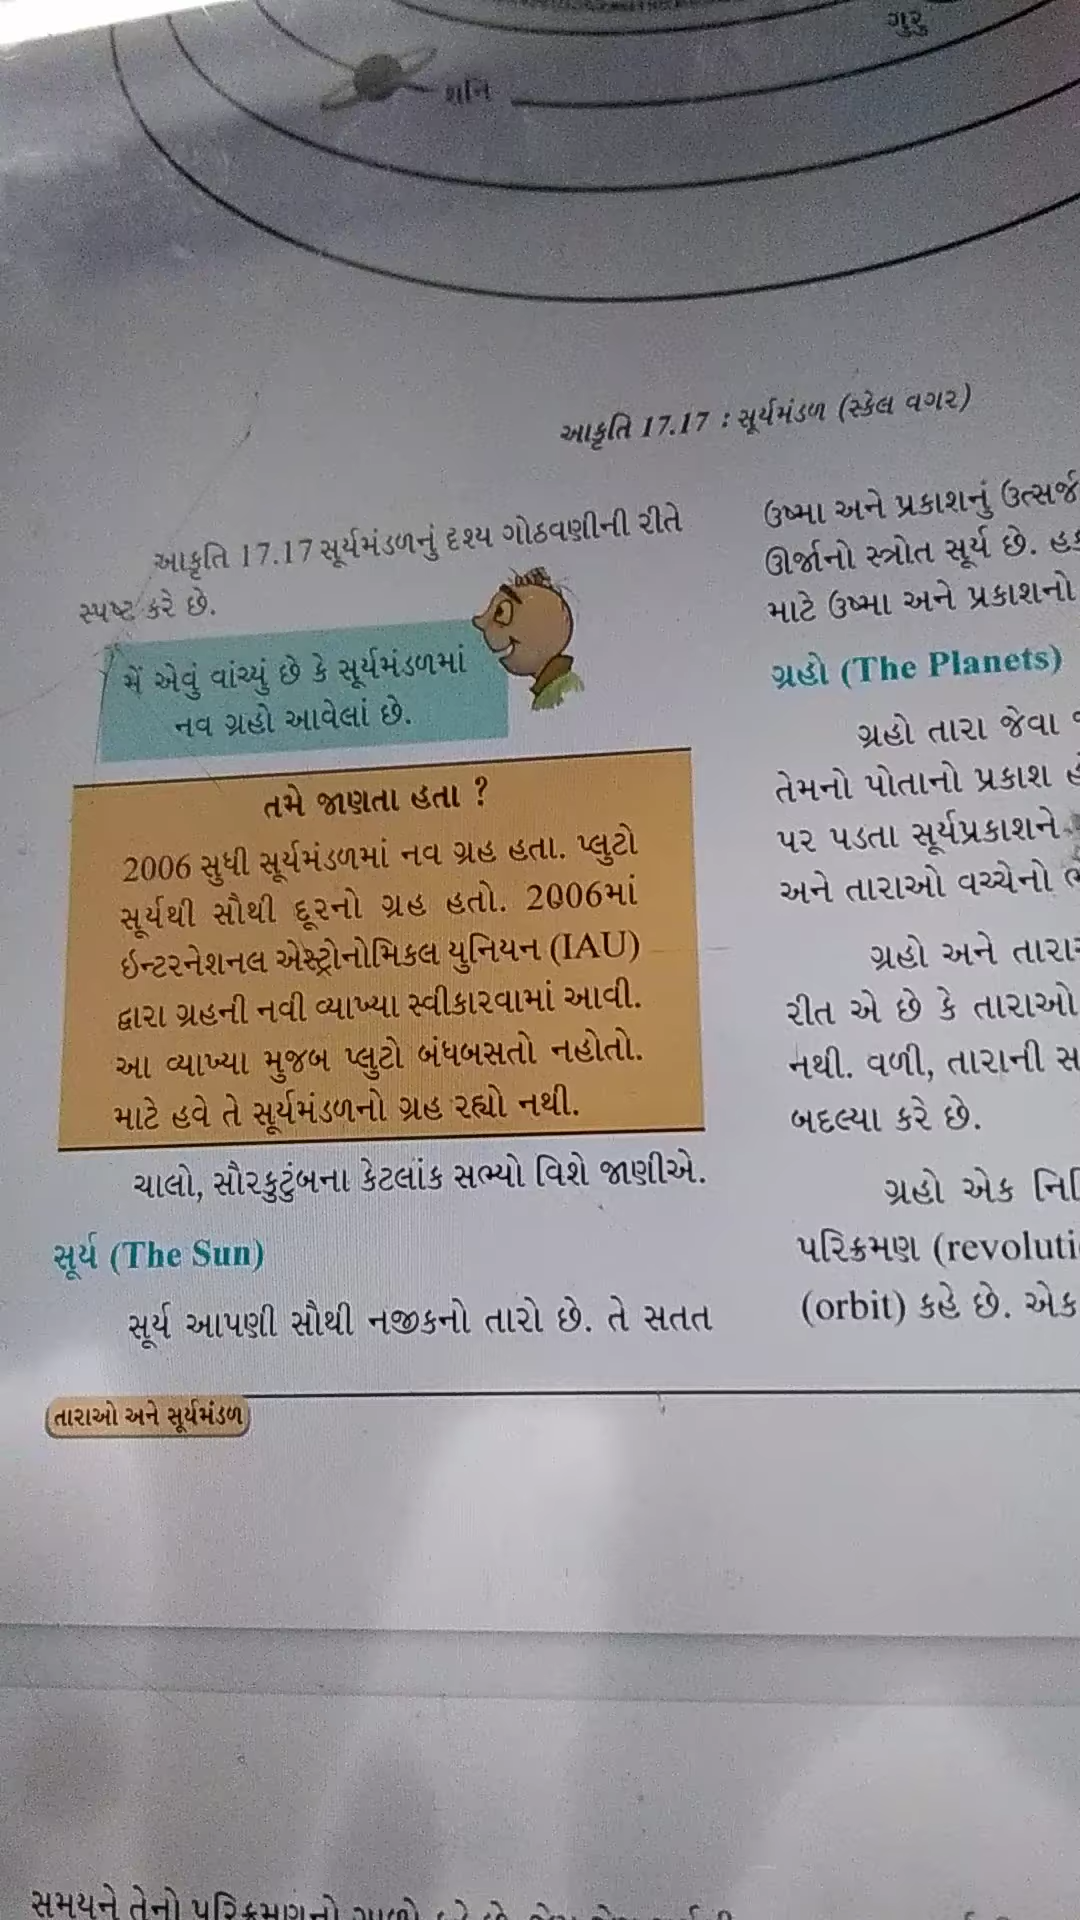 ગુરુ
શનિ
આકૃતિ 17.17 : સૂર્યમંડળ (સ્કેલ વગર)
આકૃતિ 17.17 સૂર્યમંડળનું દૃશ્ય ગોઠવણીની રીતે
સ્પષ્ટ કરે છે.
મેં એવું વાંચ્યું છે કે સૂર્યમંડળમાં
નવ ગ્રહો આવેલાં છે.
તમે જાણતા હતા ?
2006 સુધી સૂર્યમંડળમાં નવ ગ્રહ હતા. પ્લુટો
સૂર્યથી સૌથી દૂરનો ગ્રહ હતો. 2006માં
ઇન્ટરનેશનલ એસ્ટ્રોનોમિકલ યુનિયન (IAU)
દ્વારા ગ્રહની નવી વ્યાખ્યા સ્વીકારવામાં આવી.
આ વ્યાખ્યા મુજબ પ્લુટો બંધબસતો નહોતો.
માટે હવે તે સૂર્યમંડળનો ગ્રહ રહ્યો નથી.
ચાલો, સૌરકુટુંબના કેટલાંક સભ્યો વિશે જાણીએ.
સૂર્ય (The Sun)
સૂર્ય આપણી સૌથી નજીકનો તારો છે. તે સતત
ઉષ્મા અને પ્રકાશનું
ઊર્જાનો સ્ત્રોત સૂર્ય છે.
માટે ઉષ્મા અને પ્રકાશનો
ગ્રહો (The Planets)
ગ્રહો તારા જેવા
તેમનો પોતાનો પ્રકાશ
પર પડતા સૂર્યપ્રકાશને
અને તારાઓ વચ્ચેનો
ગ્રહો અને
રીત એ છે કે તારાઓ
નથી. વળી, તારાની
બદલ્યા કરે છે.
ગ્રહો એક
પરિક્રમણ
(orbit) કહે છે. એક
તારાઓ અને સૂર્યમંડળ
સમયને તેનો